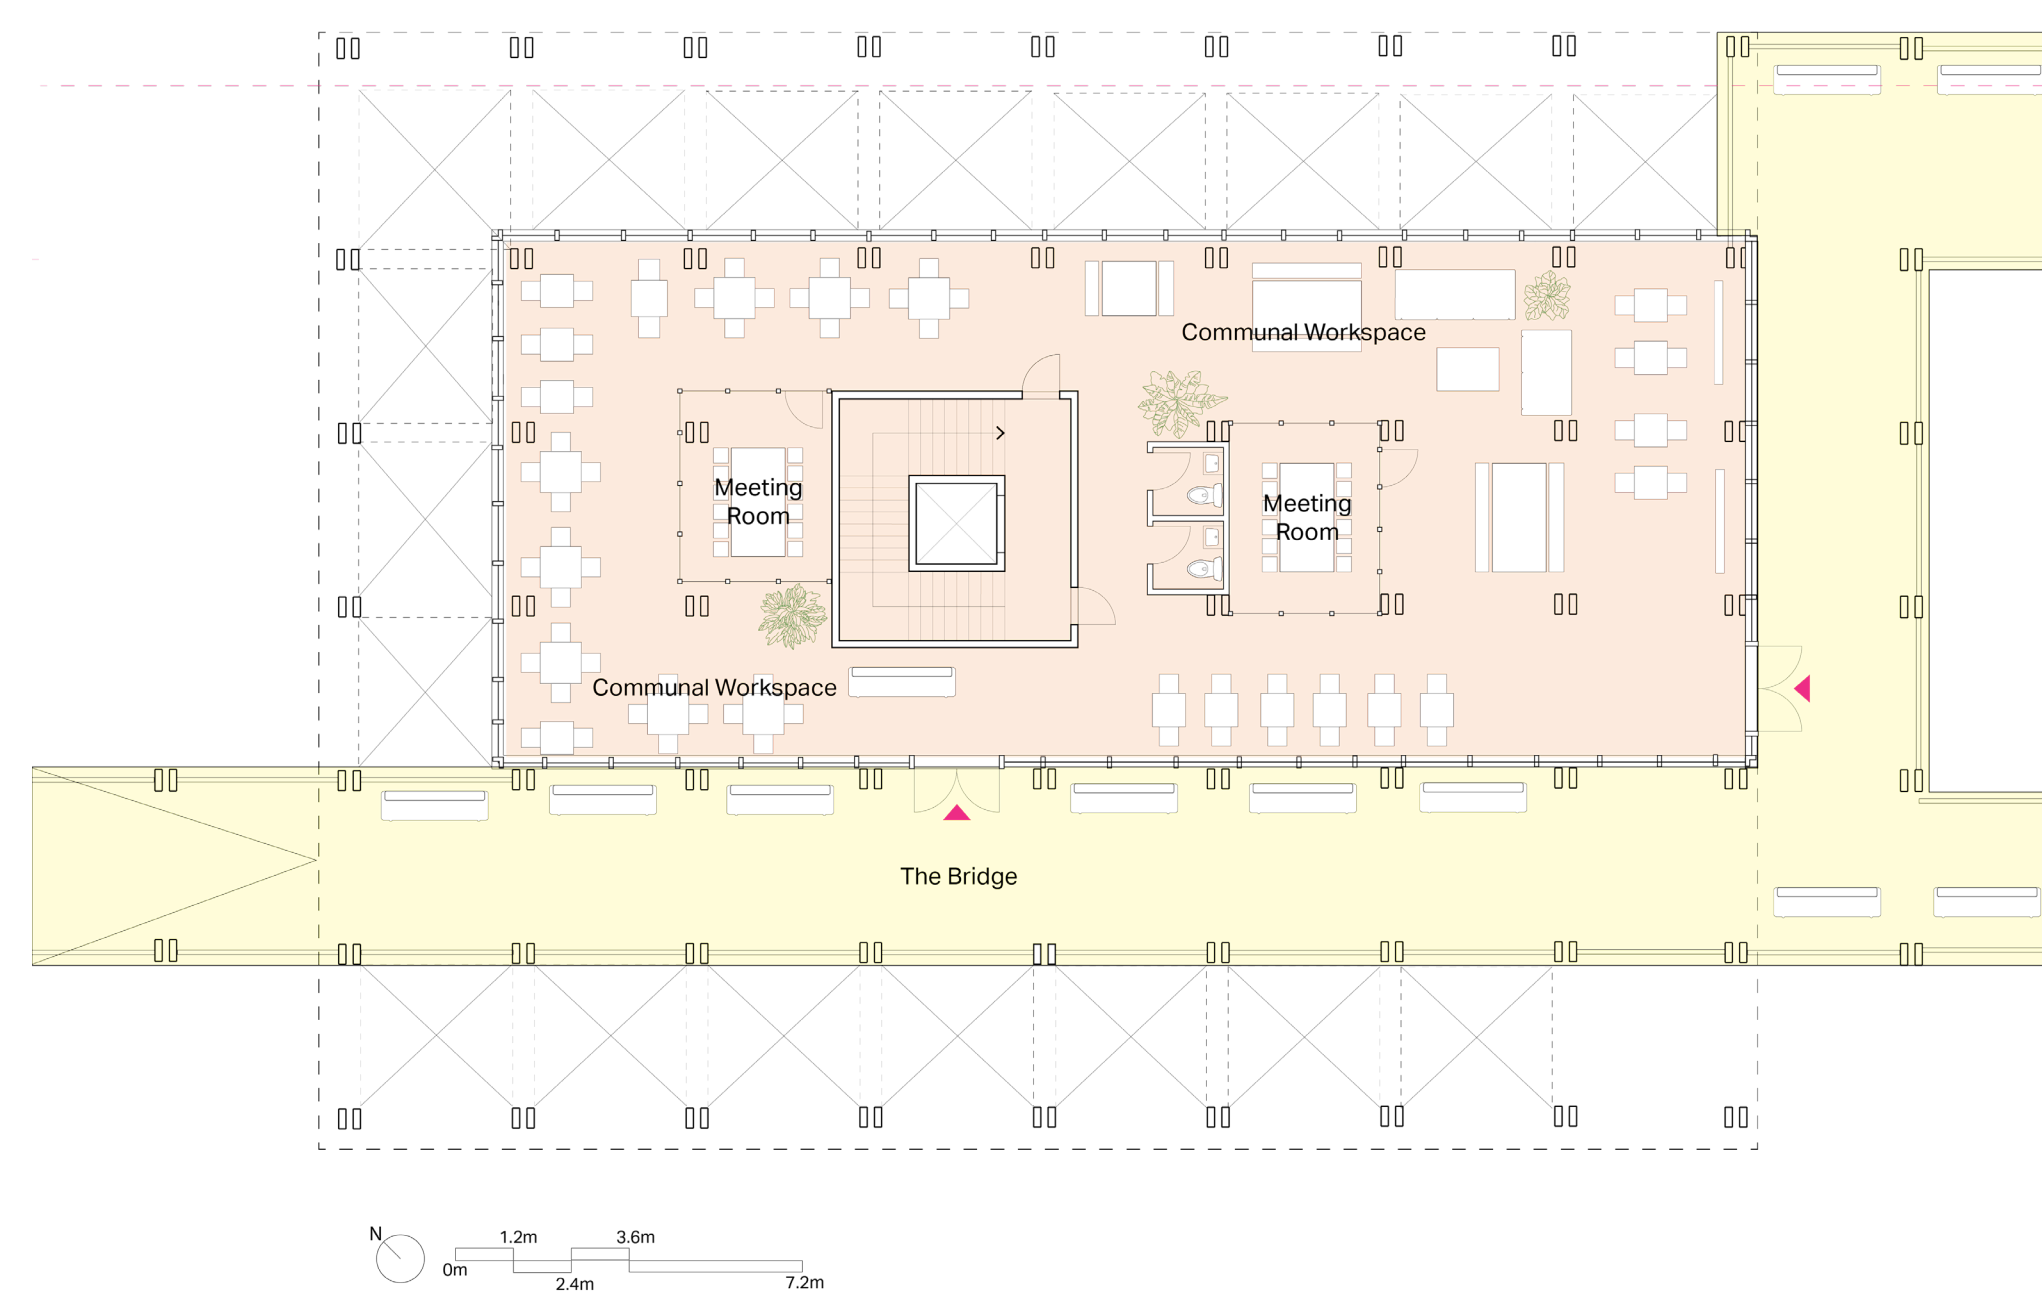 Communal Workspace
Meeting
Room
Meeting
Room
Communal Workspace
The Bridge
N
1.2m
3.6m
0m
2.4m
7.2m